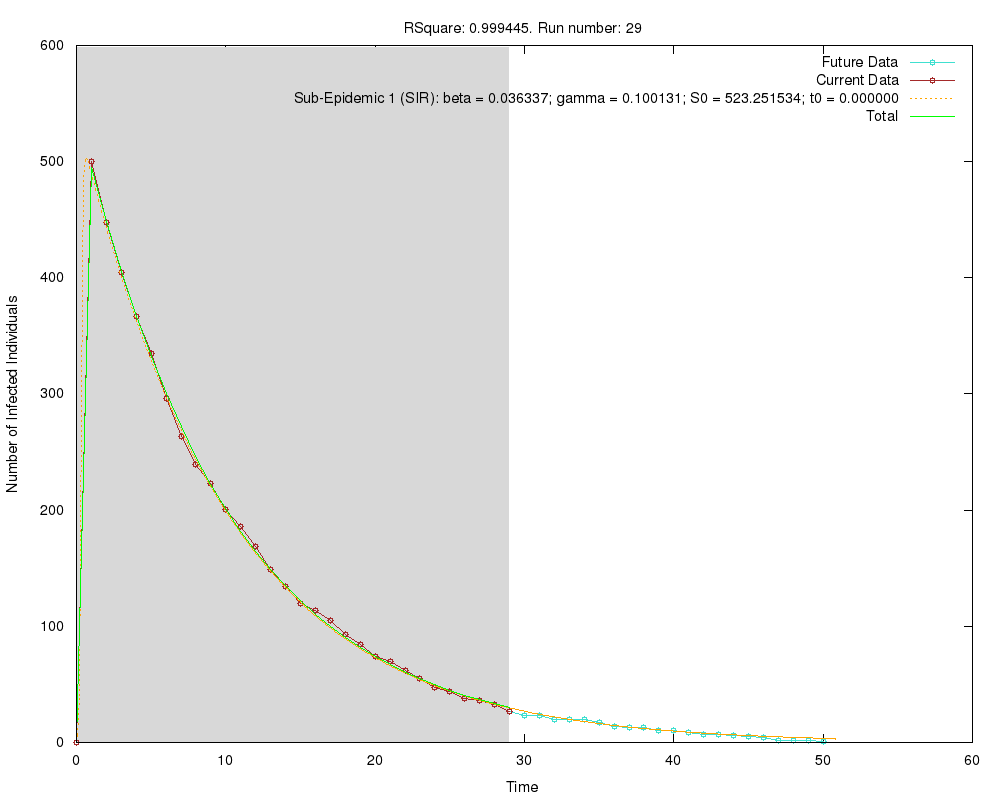 RSquare: 0.999445. Run number: 29
600
500
400
300
200
100
0
Number of Infected Individuals
Future Data
Current Data
Sub-Epidemic 1 (SIR): beta = 0.036337; gamma = 0.100131; S0 = 523.251534; t0 = 0.000000
Total
0 10 20 30 40 50 60
Time